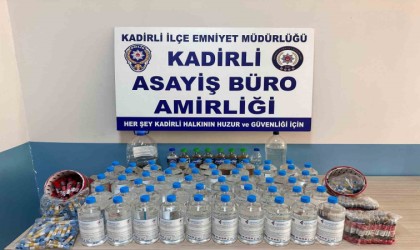 KADİRLİ İLÇE EMNİYET MÜDÜRLÜĞÜ
KADİRLİ
ASAYİŞ BÜRO
AMİRLİĞİ
HER ŞEY KADİRLİ HALKININ HUZUR ve GÜVENLİĞİ İÇİN